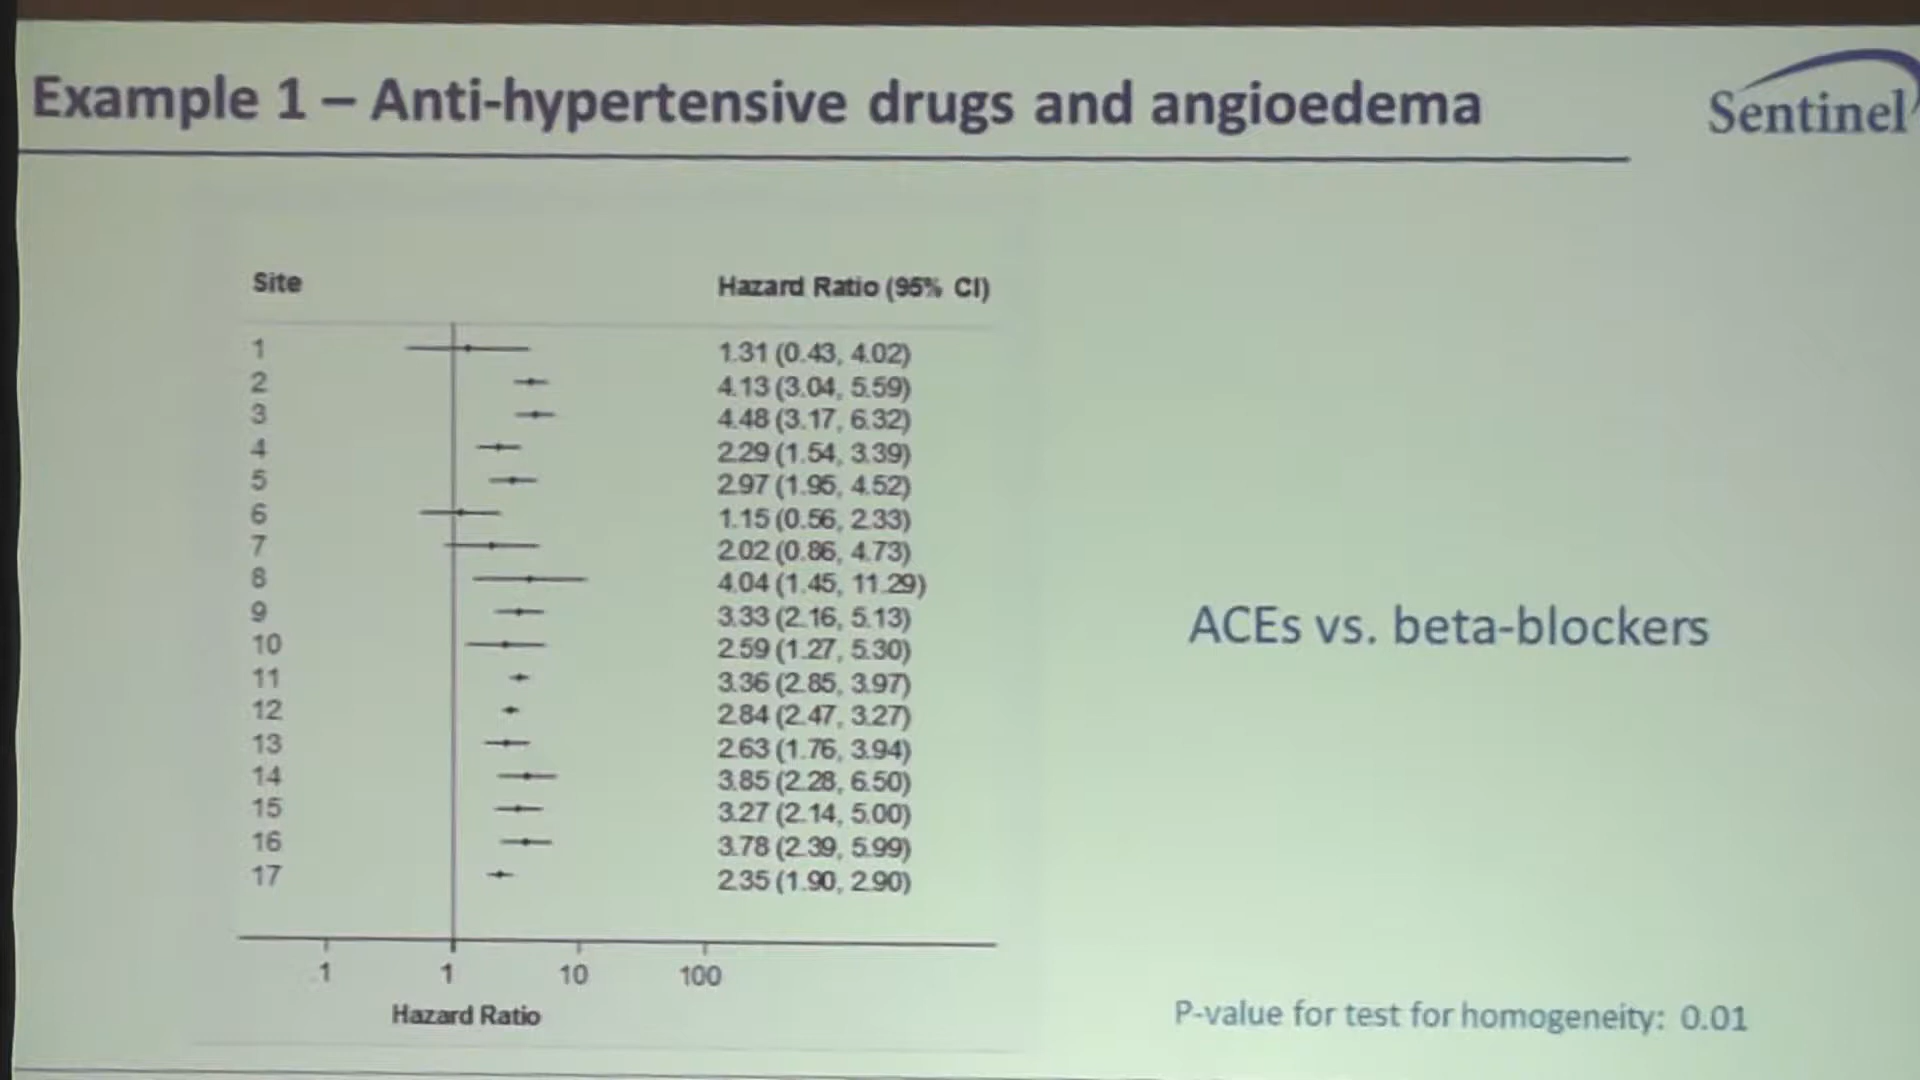 Example 1 – Anti-hypertensive drugs and angioedema
Sentinel
Site Hazard Ratio (95% CI)
1 1.31 (0.43, 4.02)
2 4.13 (3.04, 5.59)
3 4.48 (3.17, 6.32)
4 2.29 (1.54, 3.39)
5 2.97 (1.95, 4.52)
6 1.15 (0.56, 2.33)
7 2.02 (0.86, 4.73)
8 4.04 (1.45, 11.29)
9 3.33 (2.16, 5.13)
10 2.59 (1.27, 5.30)
11 3.36 (2.85, 3.97)
12 2.84 (2.47, 3.27)
13 2.63 (1.76, 3.94)
14 3.85 (2.28, 6.50)
15 3.27 (2.14, 5.00)
16 3.78 (2.39, 5.99)
17 2.35 (1.90, 2.90)
.1 1 10 100
Hazard Ratio
ACEs vs. beta-blockers
P-value for test for homogeneity: 0.01